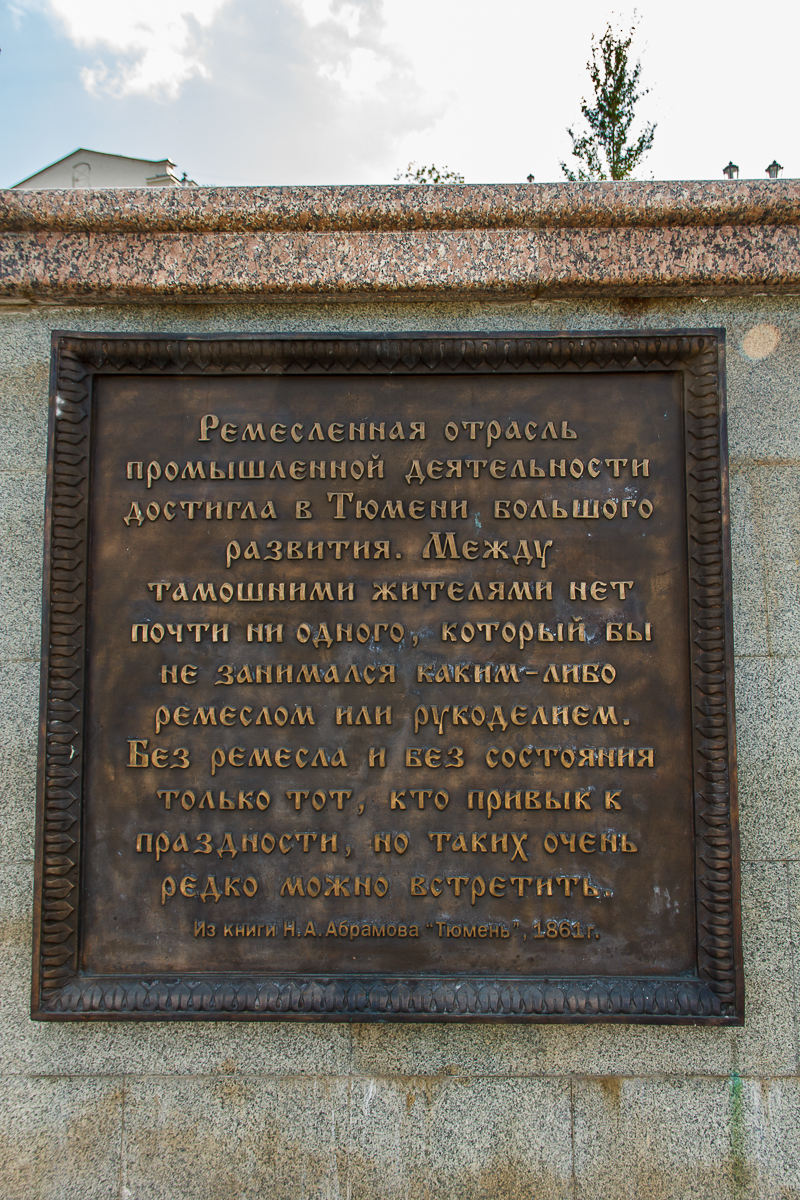 Ремесленная отрасль
промышленной деятельности
достигла в Тюмени большого
развития. Между
тамошними жителями нет
почти ни одного, который бы
не занимался каким-либо
ремеслом или рукоделием.
Без ремесла и без состояния
только тот, кто привык к
праздности, но таких очень
редко можно встретить.
Из книги Н.А.Абрамова "Тюмень", 1861г.